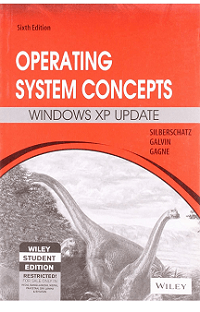 Sixth Edition
OPERATING
SYSTEM CONCEPTS
WINDOWS XP UPDATE
SILBERSCHATZ
GALVIN
GAGNE
WILEY
STUDENT
EDITION
RESTRICTED!
WILEY